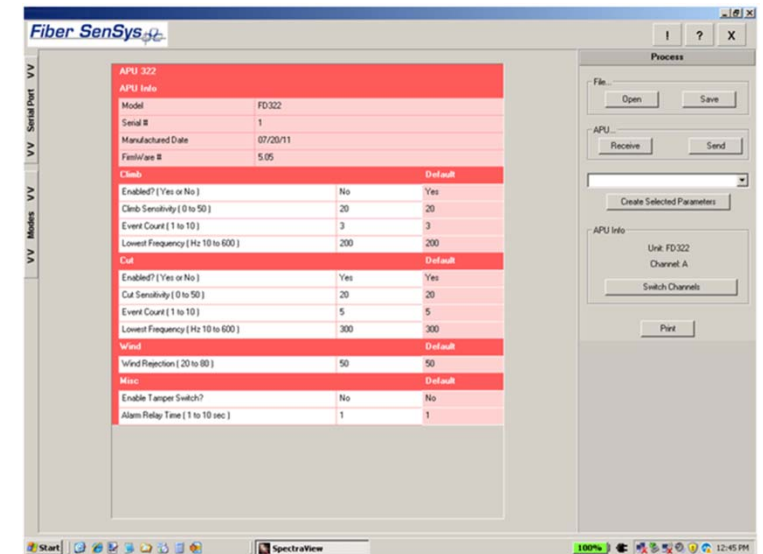 Fiber SenSys
! ? X
Process
VV Serial Port VV
VV Modes VV
APU 322
APU Info
Model FD322
Serial # 1
Manufactured Date 07/20/11
FirmWare # 5.05
Climb Default
Enabled? ( Yes or No ) No Yes
Climb Sensitivity ( 0 to 50 ) 20 20
Event Count ( 1 to 10 ) 3 3
Lowest Frequency ( Hz 10 to 600 ) 200 200
Cut Default
Enabled? ( Yes or No ) Yes Yes
Cut Sensitivity ( 0 to 50 ) 20 20
Event Count ( 1 to 10 ) 5 5
Lowest Frequency ( Hz 10 to 600 ) 300 300
Wind Default
Wind Rejection ( 20 to 80 ) 50 50
Misc Default
Enable Tamper Switch? No No
Alarm Relay Time ( 1 to 10 sec ) 1 1
File...
Open Save
APU...
Receive Send
Create Selected Parameters
APU Info
Unit: FD322
Channel: A
Switch Channels
Print
Start SpectraView 100% 12:45 PM